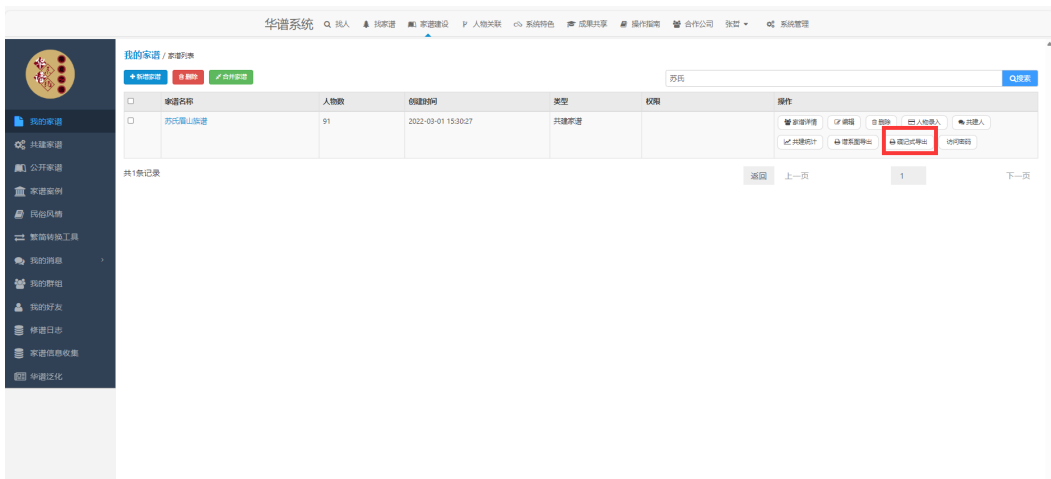 华谱系统 找人 找家谱 家谱建设 人物关联 系统特色 成果共享 操作指南 合作公司 张哲 系统管理
我的家谱 / 家谱列表
新增家谱 删除 合并家谱 苏氏 搜索
家谱名称 人物数 创建时间 类型 权限 操作
苏氏眉山族谱 91 2022-03-01 15:30:27 共建家谱 家谱详情 编辑 删除 人物录入 共建人
共建统计 谱系图导出 疏记式导出 访问密码
共1条记录 返回 上一页 1 下一页
我的家谱
共建家谱
公开家谱
家谱案例
民俗风情
繁简转换工具
我的消息
我的群组
我的好友
修谱日志
家谱信息收集
华谱泛化